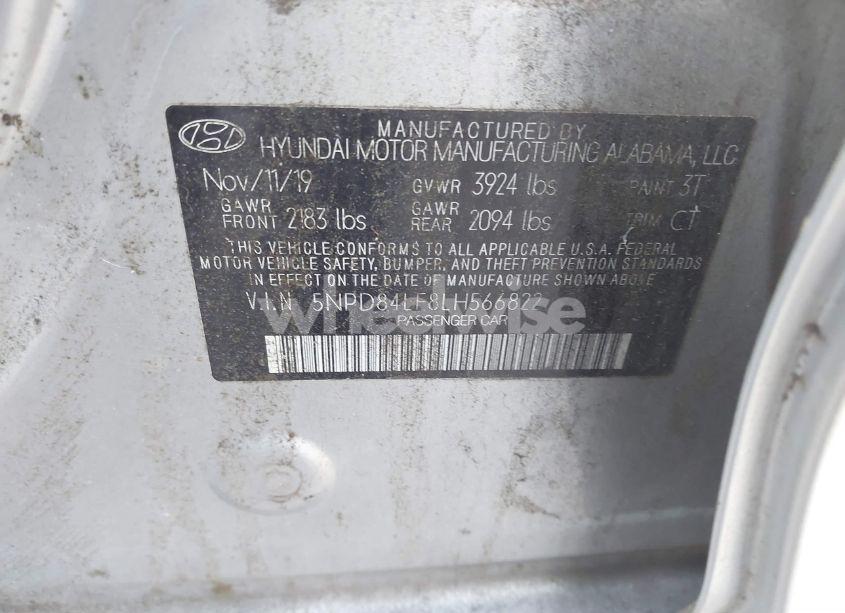 MANUFACTURED BY
HYUNDAI MOTOR MANUFACTURING ALABAMA, LLC
Nov/11/19 GVWR 3924 lbs PAINT 3T
GAWR FRONT 2183 lbs GAWR REAR 2094 lbs TRIM CT
THIS VEHICLE CONFORMS TO ALL APPLICABLE U.S.A. FEDERAL
MOTOR VEHICLE SAFETY, BUMPER, AND THEFT PREVENTION STANDARDS
IN EFFECT ON THE DATE OF MANUFACTURE SHOWN ABOVE
V.I.N. 5NPD84LF8LH566822
wheelwise
PASSENGER CAR